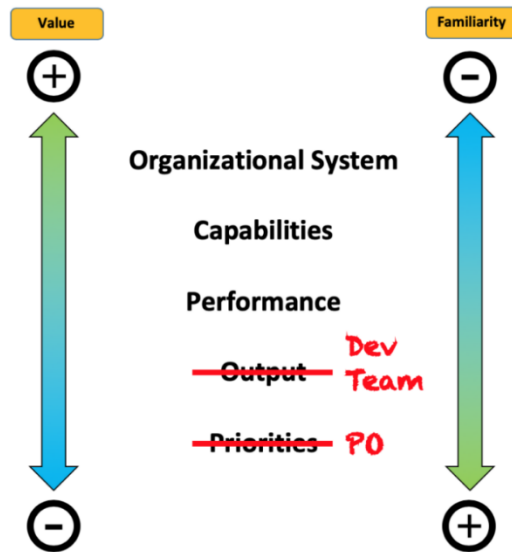 Value
Familiarity
+
-
Organizational System
Capabilities
Performance
Output
Dev
Team
Priorities
PO
-
+